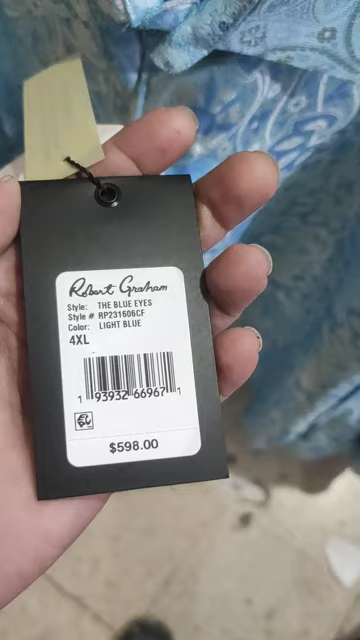 Robert Graham
Style: THE BLUE EYES
Style # RP231606CF
Color: LIGHT BLUE
4XL
1 93932 66967 1
$598.00